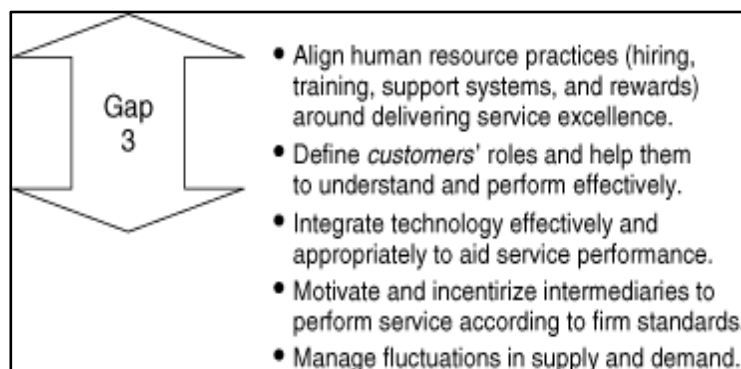 Gap
3
• Align human resource practices (hiring,
training, support systems, and rewards)
around delivering service excellence.
• Define customers' roles and help them
to understand and perform effectively.
• Integrate technology effectively and
appropriately to aid service performance.
• Motivate and incentirize intermediaries to
perform service according to firm standards.
• Manage fluctuations in supply and demand.